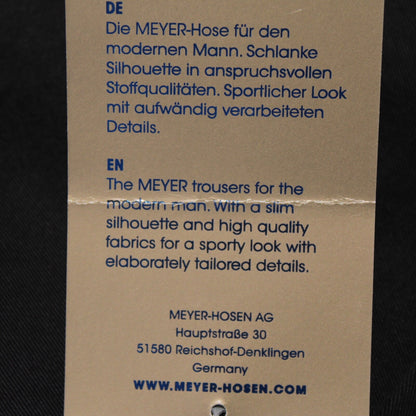 DE
Die MEYER-Hose für den
modernen Mann. Schlanke
Silhouette in anspruchsvollen
Stoffqualitäten. Sportlicher Look
mit aufwändig verarbeiteten
Details.
EN
The MEYER trousers for the
modern man. With a slim
silhouette and high quality
fabrics for a sporty look with
elaborately tailored details.
MEYER-HOSEN AG
Hauptstraße 30
51580 Reichshof-Denklingen
Germany
WWW.MEYER-HOSEN.COM